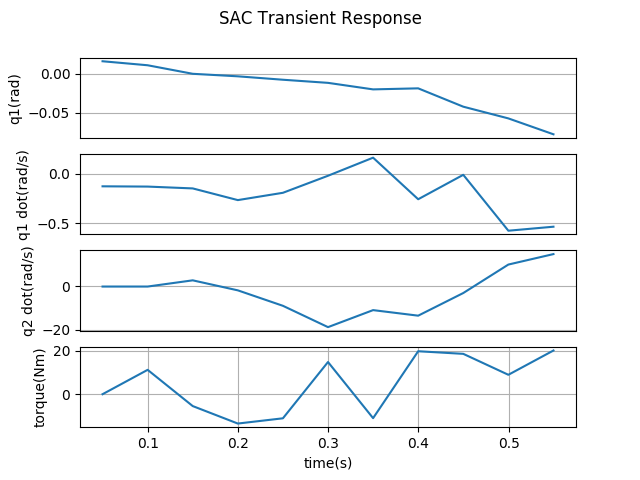 SAC Transient Response
q1(rad)
0.00
−0.05
q1 dot(rad/s)
0.0
−0.5
q2 dot(rad/s)
0
−20
torque(Nm)
20
0
0.1 0.2 0.3 0.4 0.5
time(s)